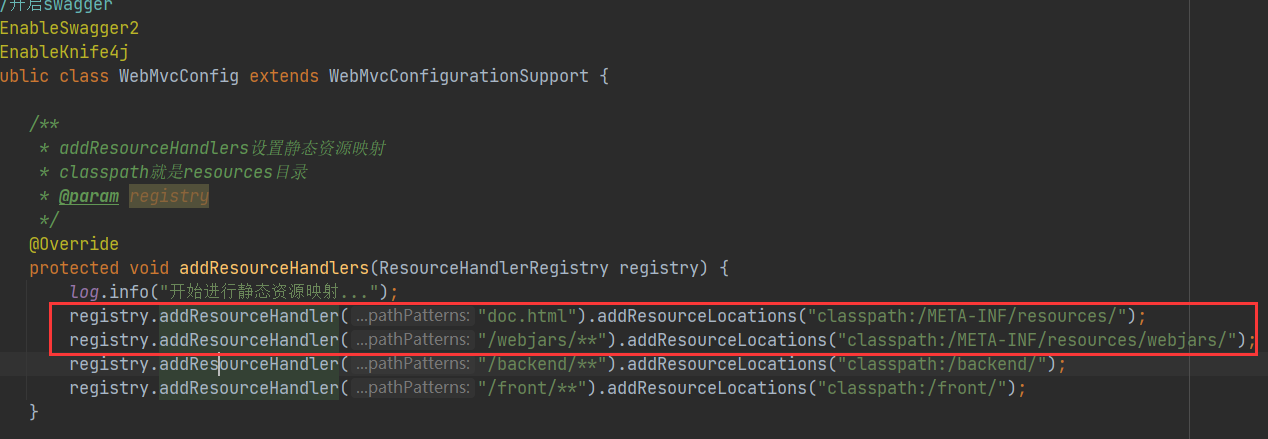 /开启swagger
EnableSwagger2
EnableKnife4j
ublic class WebMvcConfig extends WebMvcConfigurationSupport {
/**
* addResourceHandlers设置静态资源映射
* classpath就是resources目录
* @param registry
*/
@Override
protected void addResourceHandlers(ResourceHandlerRegistry registry) {
log.info("开始进行静态资源映射...");
registry.addResourceHandler( ...pathPatterns: "doc.html").addResourceLocations("classpath:/META-INF/resources/");
registry.addResourceHandler( ...pathPatterns: "/webjars/**").addResourceLocations("classpath:/META-INF/resources/webjars/");
registry.addResourceHandler( ...pathPatterns: "/backend/**").addResourceLocations("classpath:/backend/");
registry.addResourceHandler( ...pathPatterns: "/front/**").addResourceLocations("classpath:/front/");
}